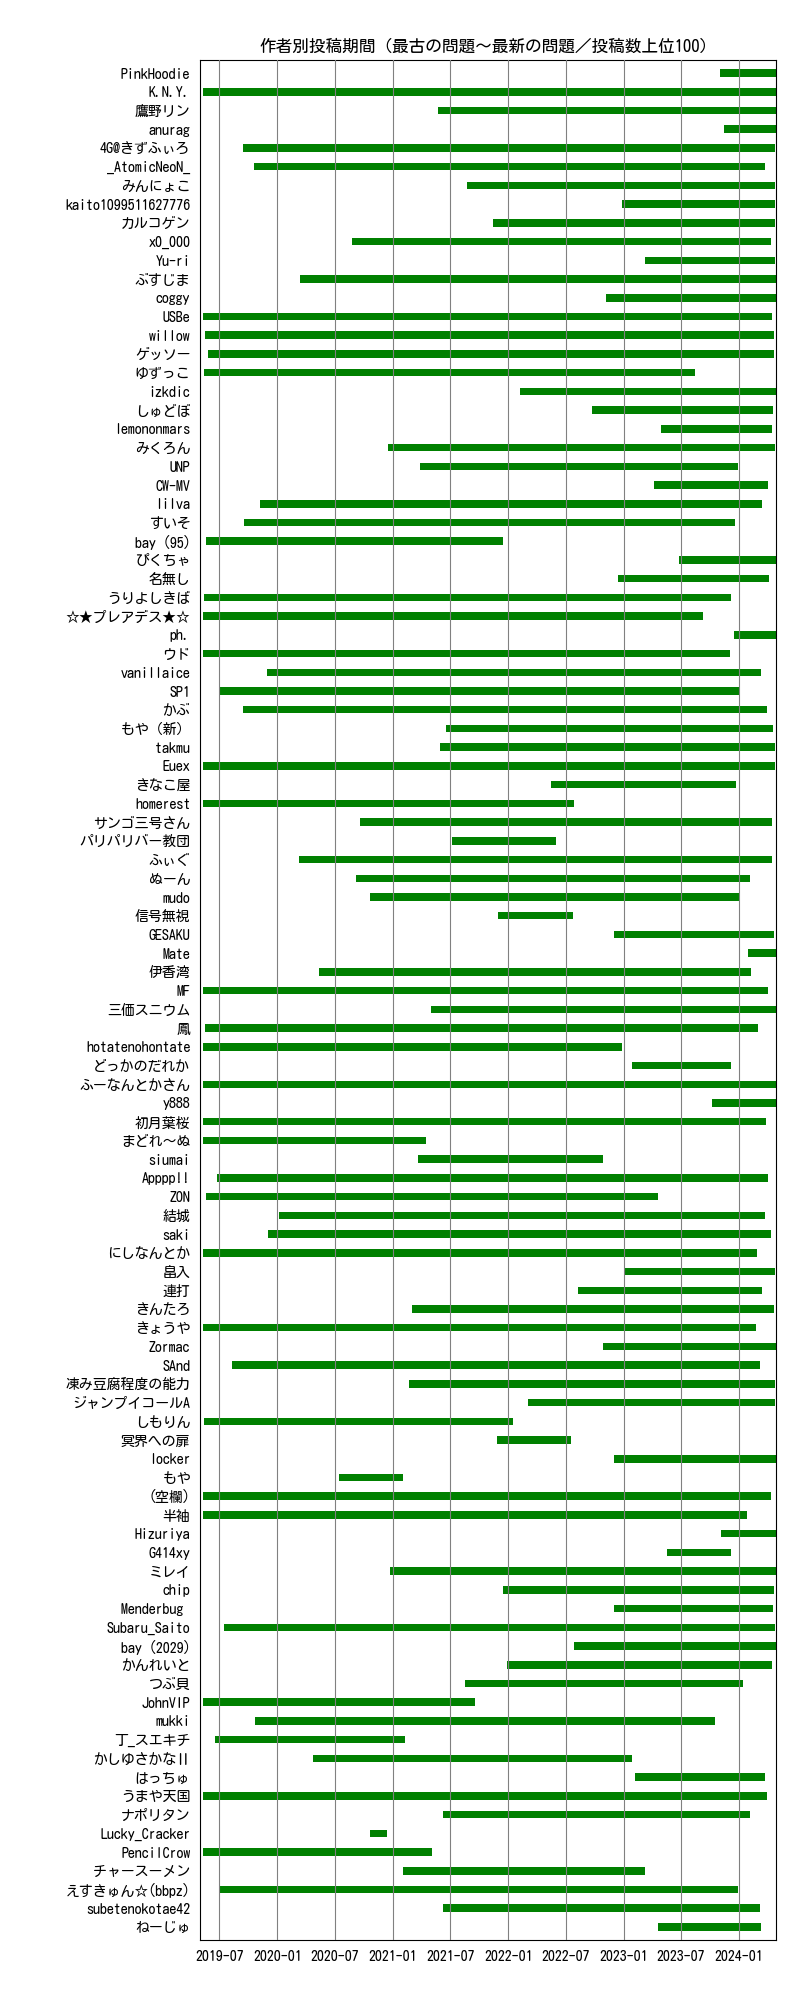 作者別投稿期間（最古の問題～最新の問題／投稿数上位100）
PinkHoodie
K.N.Y.
鷹野リン
anurag
4G@きずふぃろ
_AtomicNeoN_
みんにょこ
kaito1099511627776
カルコゲン
x0_000
Yu-ri
ぶすじま
coggy
USBe
willow
ゲッソー
ゆずっこ
izkdic
しゅどぼ
lemononmars
みくろん
UNP
CW-MV
lilva
すいそ
bay (95)
ぴくちゃ
名無し
うりよしきば
☆★プレアデス★☆
ph.
ウド
vanillaice
SP1
かぶ
もや（新）
takmu
Euex
きなこ屋
homerest
サンゴ三号さん
パリパリバー教団
ふぃぐ
ぬーん
mudo
信号無視
GESAKU
Mate
伊香湾
MF
三価スニウム
鳳
hotatenohontate
どっかのだれか
ふーなんとかさん
y888
初月葉桜
まどれ～ぬ
siumai
Apppp!!
ZON
結城
saki
にしなんとか
畠入
連打
きんたろ
きょうや
Zormac
SAnd
凍み豆腐程度の能力
ジャンプイコールA
しもりん
冥界への扉
locker
もや
(空欄)
半袖
Hizuriya
G414xy
ミレイ
chip
Menderbug
Subaru_Saito
bay (2029)
かんれいと
つぶ貝
JohnVIP
mukki
丁_スエキチ
かしゆさかなⅡ
はっちゅ
うまや天国
ナポリタン
Lucky_Cracker
PencilCrow
チャースーメン
えすきゅん☆(bbpz)
subetenokotae42
ねーじゅ
2019-07 2020-01 2020-07 2021-01 2021-07 2022-01 2022-07 2023-01 2023-07 2024-01